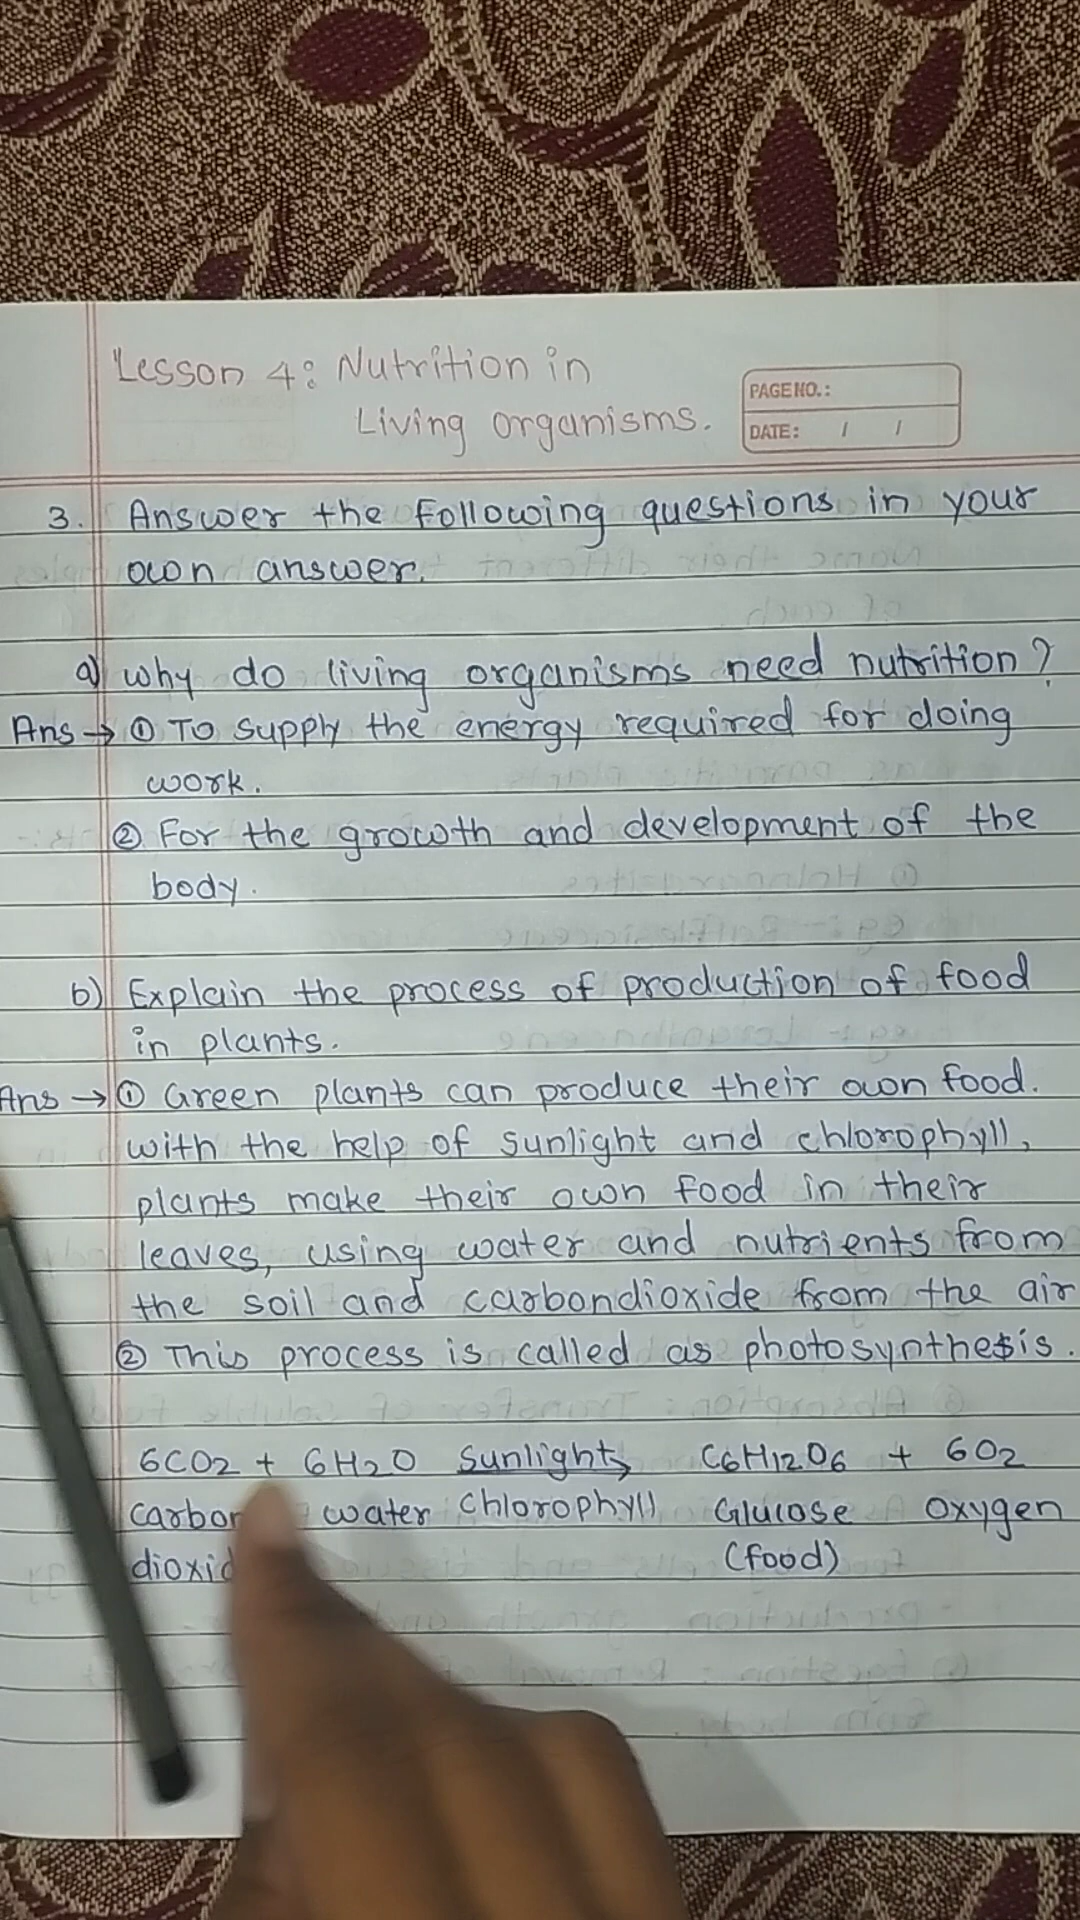 Lesson 4: Nutrition in
Living organisms.
PAGE NO.:
DATE: / /
3. Answer the following questions in your
own answer.
a) why do living organisms need nutrition?
Ans → ① To supply the energy required for doing
work.
② For the growth and development of the
body.
b) Explain the process of production of food
in plants.
Ans → ① Green plants can produce their own food.
with the help of sunlight and chlorophyll,
plants make their own food in their
leaves, using water and nutrients from
the soil and carbondioxide from the air
② This process is called as photosynthesis.
6CO2 + 6H2O Sunlight→ C6H12O6 + 6O2
carbon water chlorophyll Glucose oxygen
dioxid (food)